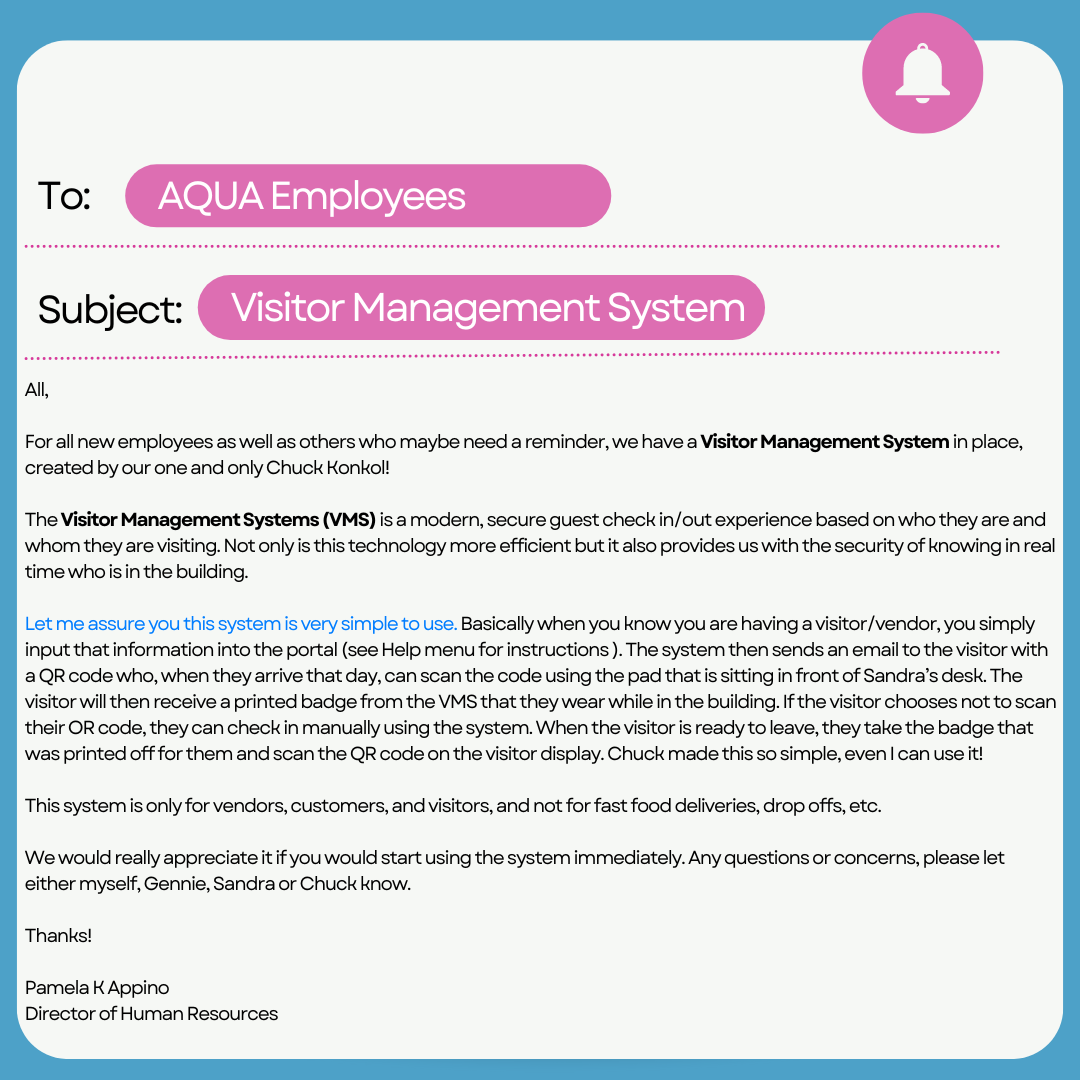 To: AQUA Employees
Subject: Visitor Management System
All,
For all new employees as well as others who maybe need a reminder, we have a Visitor Management System in place,
created by our one and only Chuck Konkol!
The Visitor Management Systems (VMS) is a modern, secure guest check in/out experience based on who they are and
whom they are visiting. Not only is this technology more efficient but it also provides us with the security of knowing in real
time who is in the building.
Let me assure you this system is very simple to use. Basically when you know you are having a visitor/vendor, you simply
input that information into the portal (see Help menu for instructions ). The system then sends an email to the visitor with
a QR code who, when they arrive that day, can scan the code using the pad that is sitting in front of Sandra’s desk. The
visitor will then receive a printed badge from the VMS that they wear while in the building. If the visitor chooses not to scan
their OR code, they can check in manually using the system. When the visitor is ready to leave, they take the badge that
was printed off for them and scan the QR code on the visitor display. Chuck made this so simple, even I can use it!
This system is only for vendors, customers, and visitors, and not for fast food deliveries, drop offs, etc.
We would really appreciate it if you would start using the system immediately. Any questions or concerns, please let
either myself, Gennie, Sandra or Chuck know.
Thanks!
Pamela K Appino
Director of Human Resources